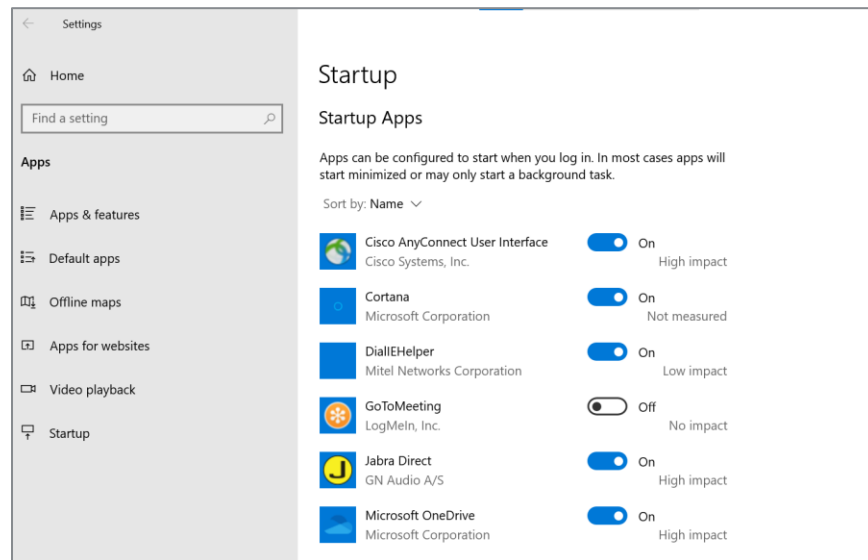 Settings
Home
Find a setting
Apps
Apps & features
Default apps
Offline maps
Apps for websites
Video playback
Startup
Startup
Startup Apps
Apps can be configured to start when you log in. In most cases apps will
start minimized or may only start a background task.
Sort by: Name
Cisco AnyConnect User Interface
Cisco Systems, Inc.
On
High impact
Cortana
Microsoft Corporation
On
Not measured
DialIEHelper
Mitel Networks Corporation
On
Low impact
GoToMeeting
LogMeIn, Inc.
Off
No impact
Jabra Direct
GN Audio A/S
On
High impact
Microsoft OneDrive
Microsoft Corporation
On
High impact